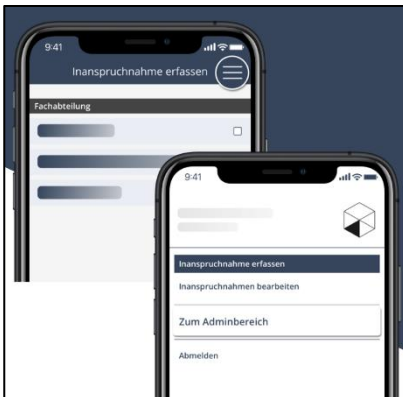 9:41
Inanspruchnahme erfassen
Fachabteilung
9:41
Inanspruchnahme erfassen
Inanspruchnahmen bearbeiten
Zum Adminbereich
Abmelden